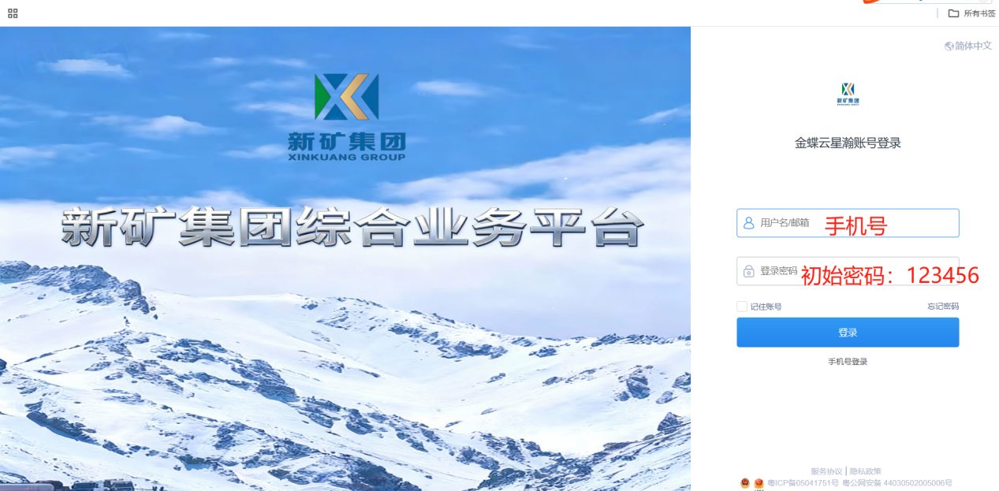 所有书签
简体中文
新矿集团
XINKUANG GROUP
新矿集团综合业务平台
新矿集团
金蝶云星瀚账号登录
用户名/邮箱 手机号
登录密码 初始密码：123456
记住账号 忘记密码
登录
手机号登录
服务协议 | 隐私政策
粤ICP备05041751号 粤公网安备 44030502005006号